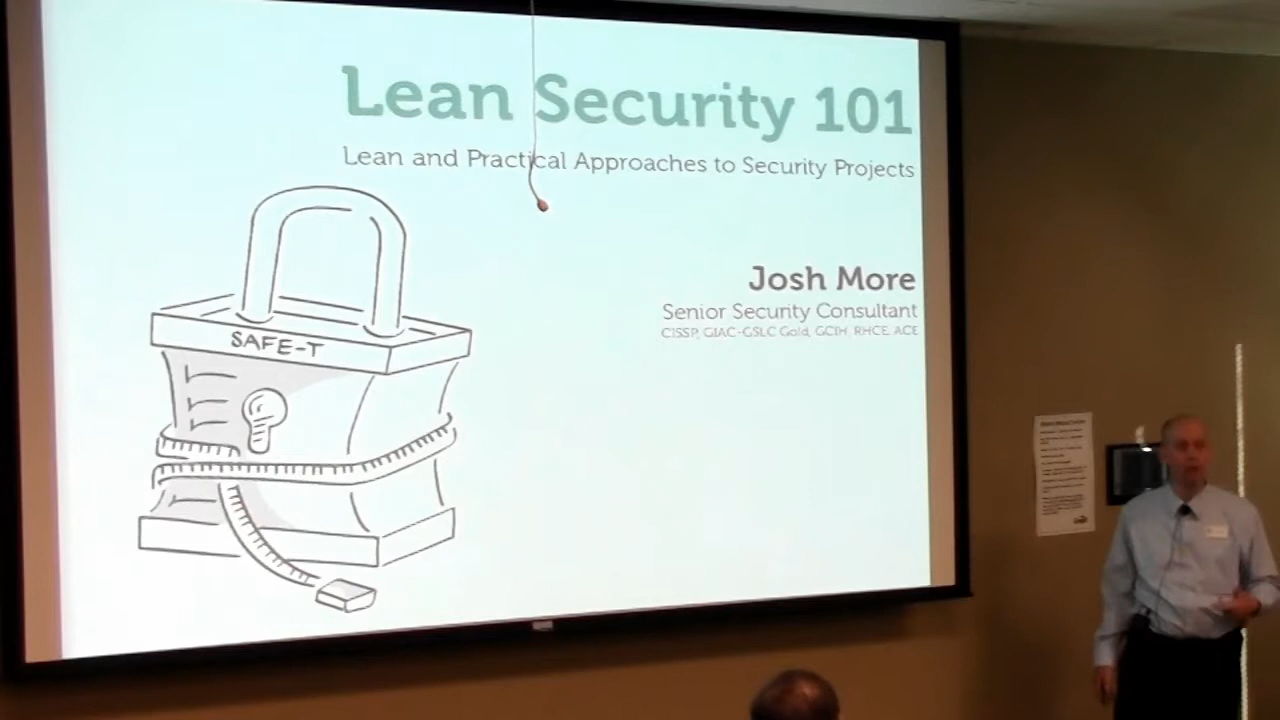 Lean Security 101
Lean and Practical Approaches to Security Projects
Josh More
Senior Security Consultant
CISSP, GIAC-GSLC Gold, GCIH, RHCE, ACE
SAFE-T